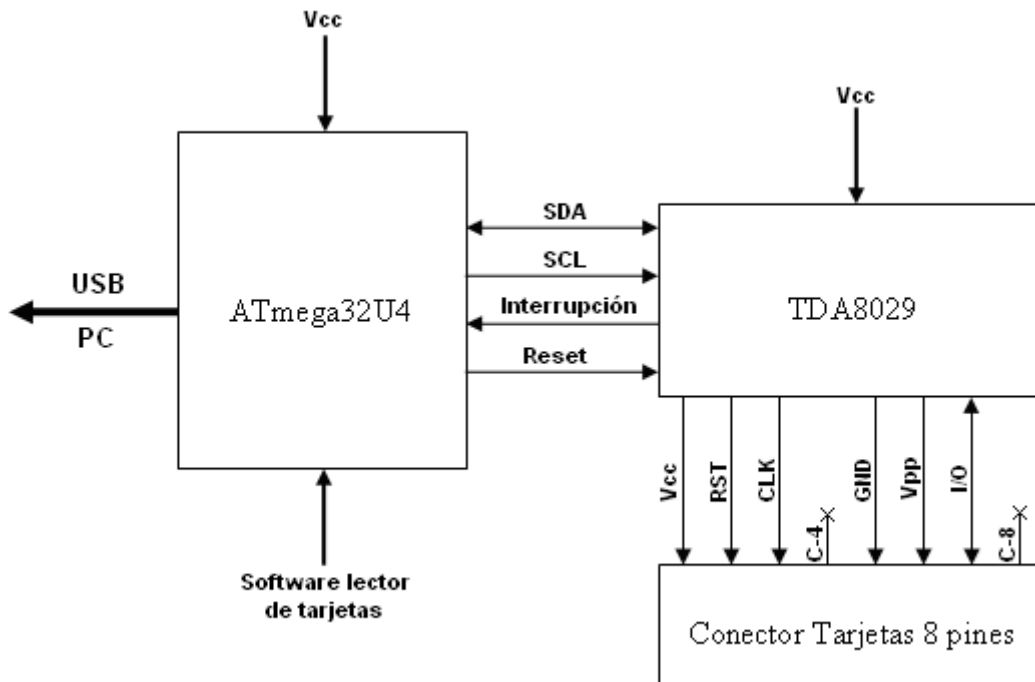 Vcc
Vcc
SDA
USB
SCL
ATmega32U4
Interrupción
TDA8029
PC
Reset
Vcc
RST
CLK
C-4
GND
Vpp
I/O
C-8
Software lector
de tarjetas
Conector Tarjetas 8 pines